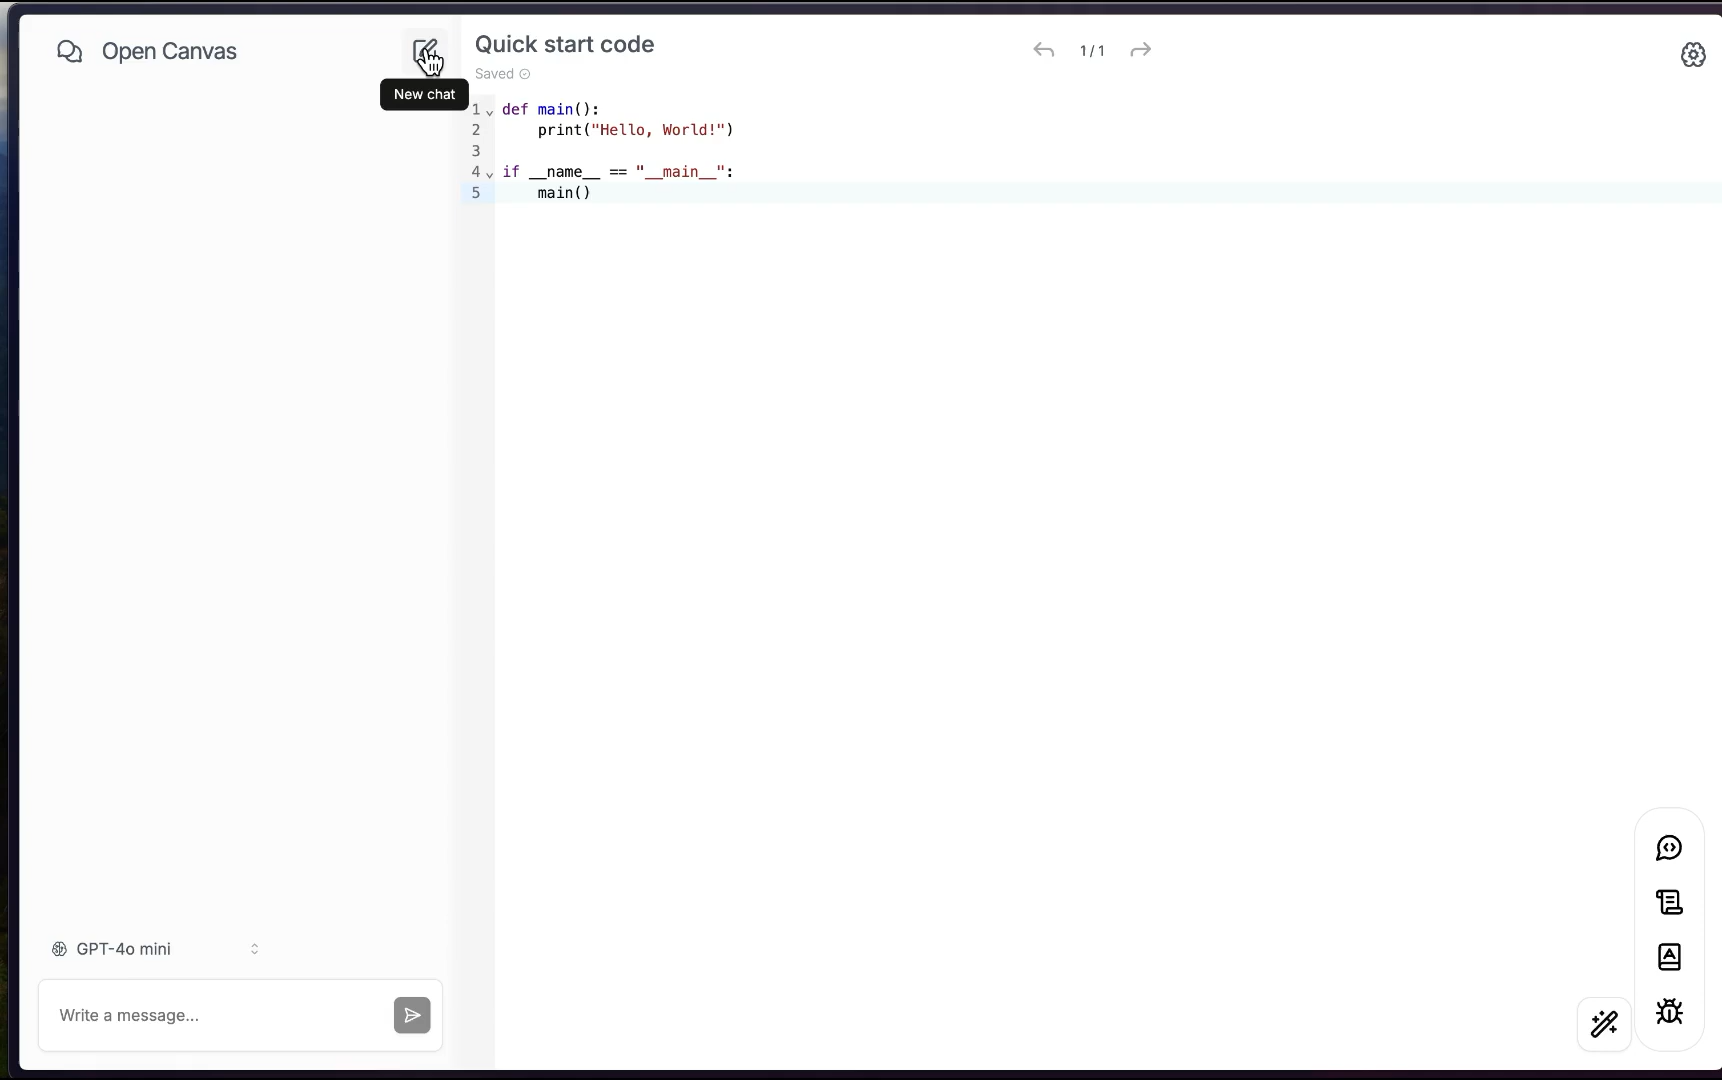 Open Canvas
New chat
Quick start code
Saved
1/1
1 def main():
2     print("Hello, World!")
3
4 if __name__ == "__main__":
5     main()
GPT-4o mini
Write a message...